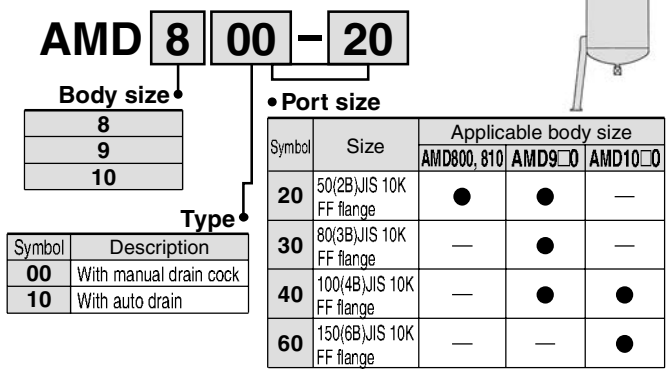 AMD 8 00 – 20
Body size
8
9
10
Type
Symbol Description
00 With manual drain cock
10 With auto drain
Port size
Symbol Size Applicable body size
AMD800, 810 AMD9□0 AMD10□0
20 50(2B)JIS 10K
FF flange ● ● —
30 80(3B)JIS 10K
FF flange — ● —
40 100(4B)JIS 10K
FF flange — ● ●
60 150(6B)JIS 10K
FF flange — — ●